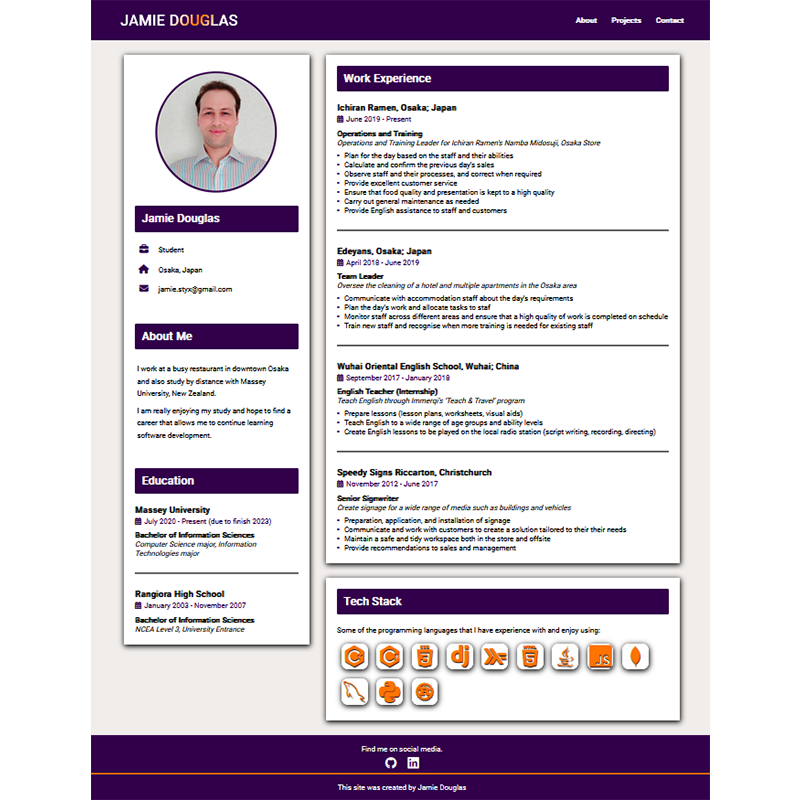 JAMIE DOUGLAS
About Projects Contact
Jamie Douglas
Student
Osaka, Japan
jamie.styx@gmail.com
About Me
I work at a busy restaurant in downtown Osaka
and also study by distance with Massey
University, New Zealand.
I am really enjoying my study and hope to find a
career that allows me to continue learning
software development.
Education
Massey University
July 2020 - Present (due to finish 2023)
Bachelor of Information Sciences
Computer Science major, Information
Technologies major
Rangiora High School
January 2003 - November 2007
Bachelor of Information Sciences
NCEA Level 3, University Entrance
Work Experience
Ichiran Ramen, Osaka; Japan
June 2019 - Present
Operations and Training
Operations and Training Leader for Ichiran Ramen's Namba Midosuji, Osaka Store
• Plan for the day based on the staff and their abilities
• Calculate and confirm the previous day's sales
• Observe staff and their processes, and correct when required
• Provide excellent customer service
• Ensure that food quality and presentation is kept to a high quality
• Carry out general maintenance as needed
• Provide English assistance to staff and customers
Edeyans, Osaka; Japan
April 2018 - June 2019
Team Leader
Oversee the cleaning of a hotel and multiple apartments in the Osaka area
• Communicate with accommodation staff about the day's requirements
• Plan the day's work and allocate tasks to staf
• Monitor staff across different areas and ensure that a high quality of work is completed on schedule
• Train new staff and recognise when more training is needed for existing staff
Wuhai Oriental English School, Wuhai; China
September 2017 - January 2018
English Teacher (Internship)
Teach English through Immerqi's 'Teach & Travel' program
• Prepare lessons (lesson plans, worksheets, visual aids)
• Teach English to a wide range of age groups and ability levels
• Create English lessons to be played on the local radio station (script writing, recording, directing)
Speedy Signs Riccarton, Christchurch
November 2012 - June 2017
Senior Signwriter
Create signage for a wide range of media such as buildings and vehicles
• Preparation, application, and installation of signage
• Communicate and work with customers to create a solution tailored to their their needs
• Maintain a safe and tidy workspace both in the store and offsite
• Provide recommendations to sales and management
Tech Stack
Some of the programming languages that I have experience with and enjoy using:
dj
JS
Find me on social media.
This site was created by Jamie Douglas